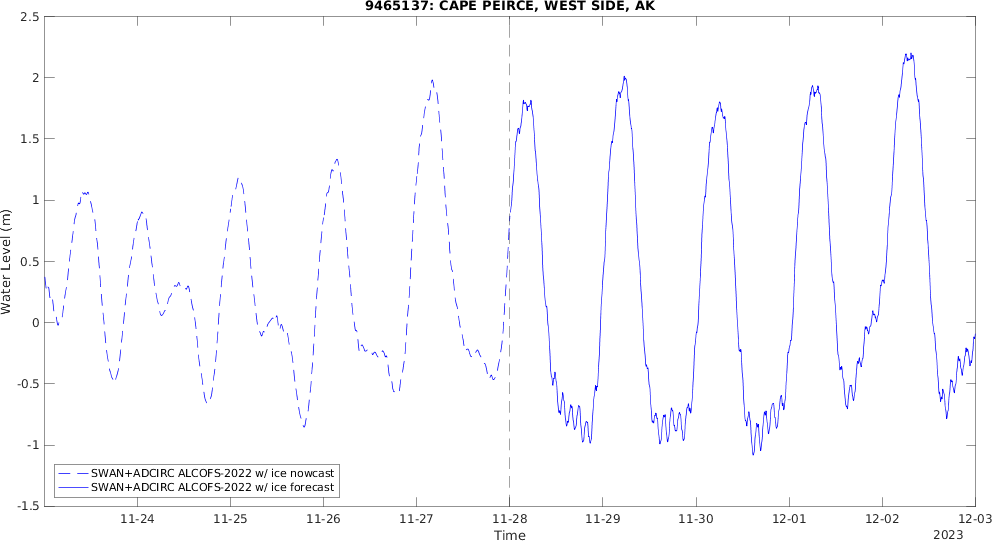 9465137: CAPE PEIRCE, WEST SIDE, AK
2.5
2
1.5
1
0.5
0
-0.5
-1
-1.5
Water Level (m)
SWAN+ADCIRC ALCOFS-2022 w/ ice nowcast
SWAN+ADCIRC ALCOFS-2022 w/ ice forecast
11-24 11-25 11-26 11-27 11-28 11-29 11-30 12-01 12-02 12-03
Time
2023